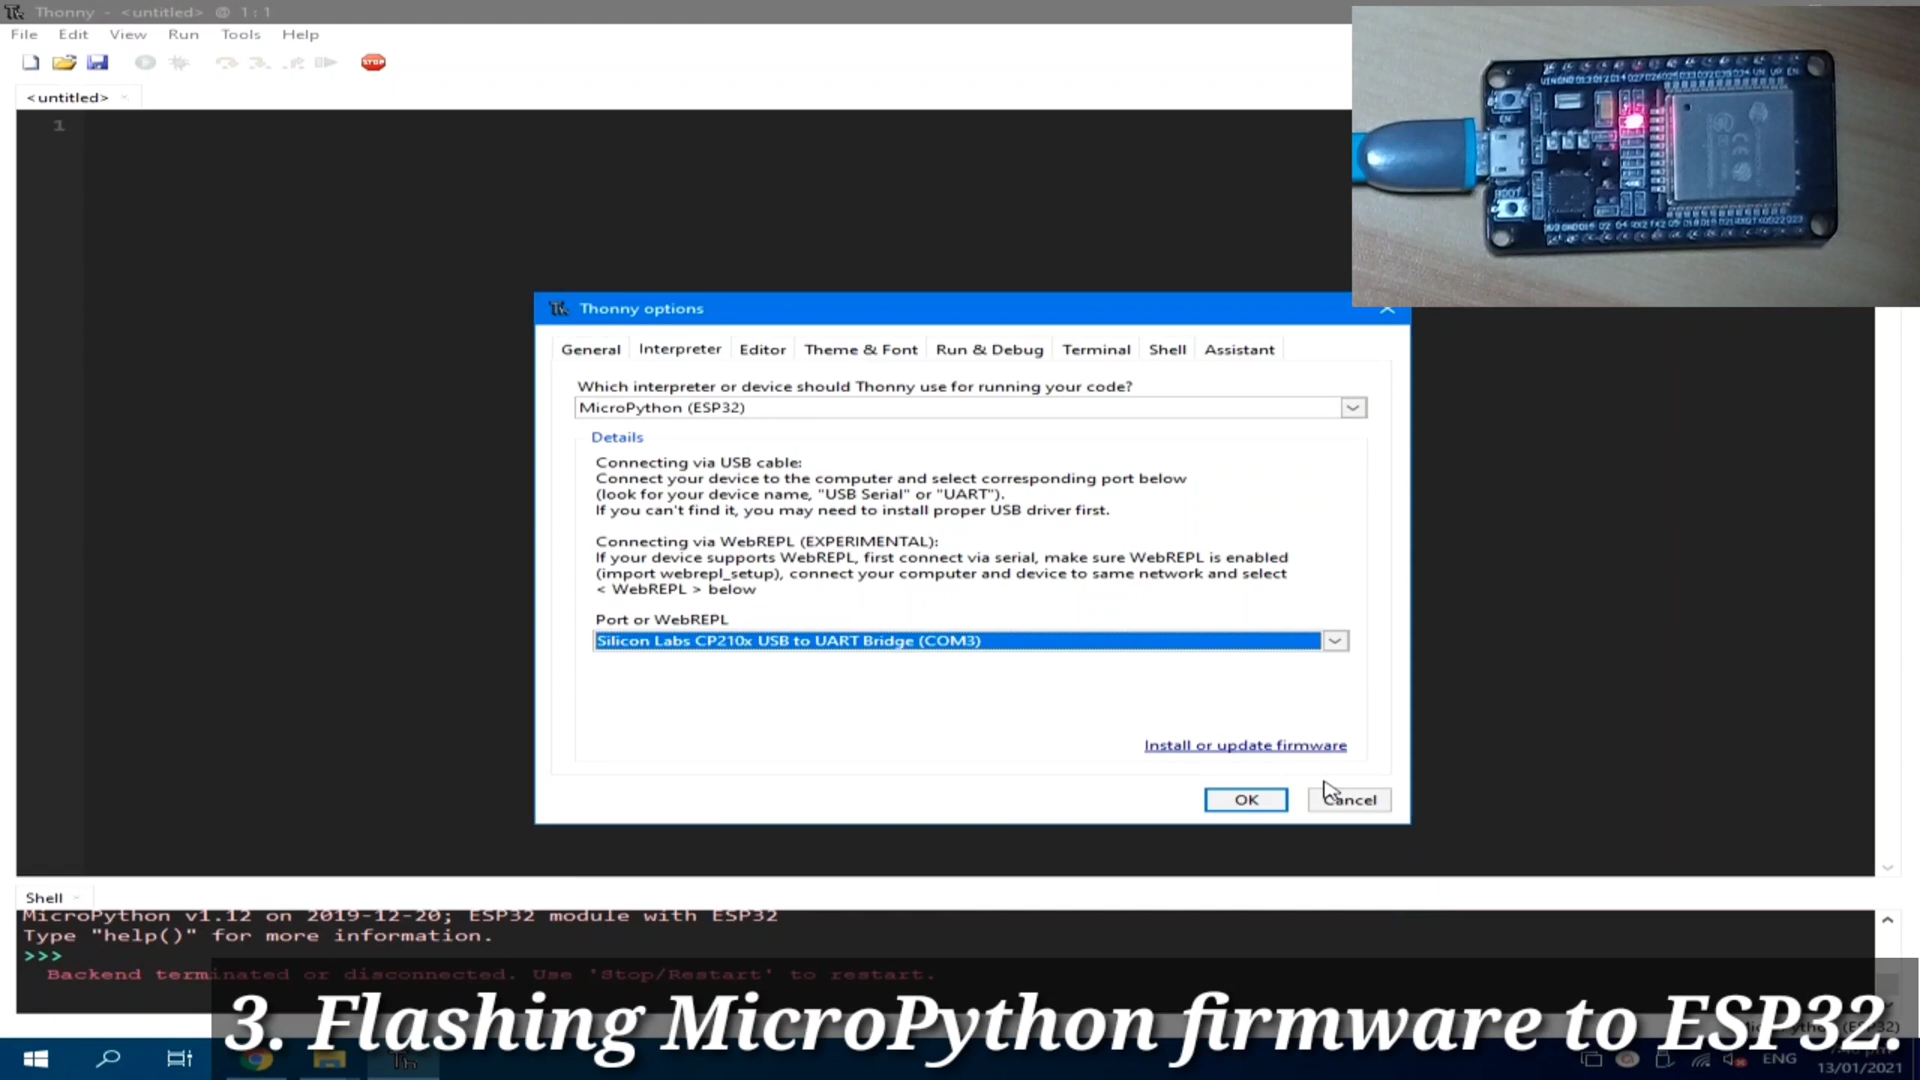 Thonny - <untitled> @ 1:1
File Edit View Run Tools Help
STOP
<untitled>
1
EN
BOOT
Thonny options
General Interpreter Editor Theme & Font Run & Debug Terminal Shell Assistant
Which interpreter or device should Thonny use for running your code?
MicroPython (ESP32)
Details
Connecting via USB cable:
Connect your device to the computer and select corresponding port below
(look for your device name, "USB Serial" or "UART").
If you can't find it, you may need to install proper USB driver first.
Connecting via WebREPL (EXPERIMENTAL):
If your device supports WebREPL, first connect via serial, make sure WebREPL is enabled
(import webrepl_setup), connect your computer and device to same network and select
< WebREPL > below
Port or WebREPL
Silicon Labs CP210x USB to UART Bridge (COM3)
Install or update firmware
OK Cancel
Shell
MicroPython v1.12 on 2019-12-20; ESP32 module with ESP32
Type "help()" for more information.
>>>
Backend terminated or disconnected. Use 'Stop/Restart' to restart.
3. Flashing MicroPython firmware to ESP32.
ENG
13/01/2021